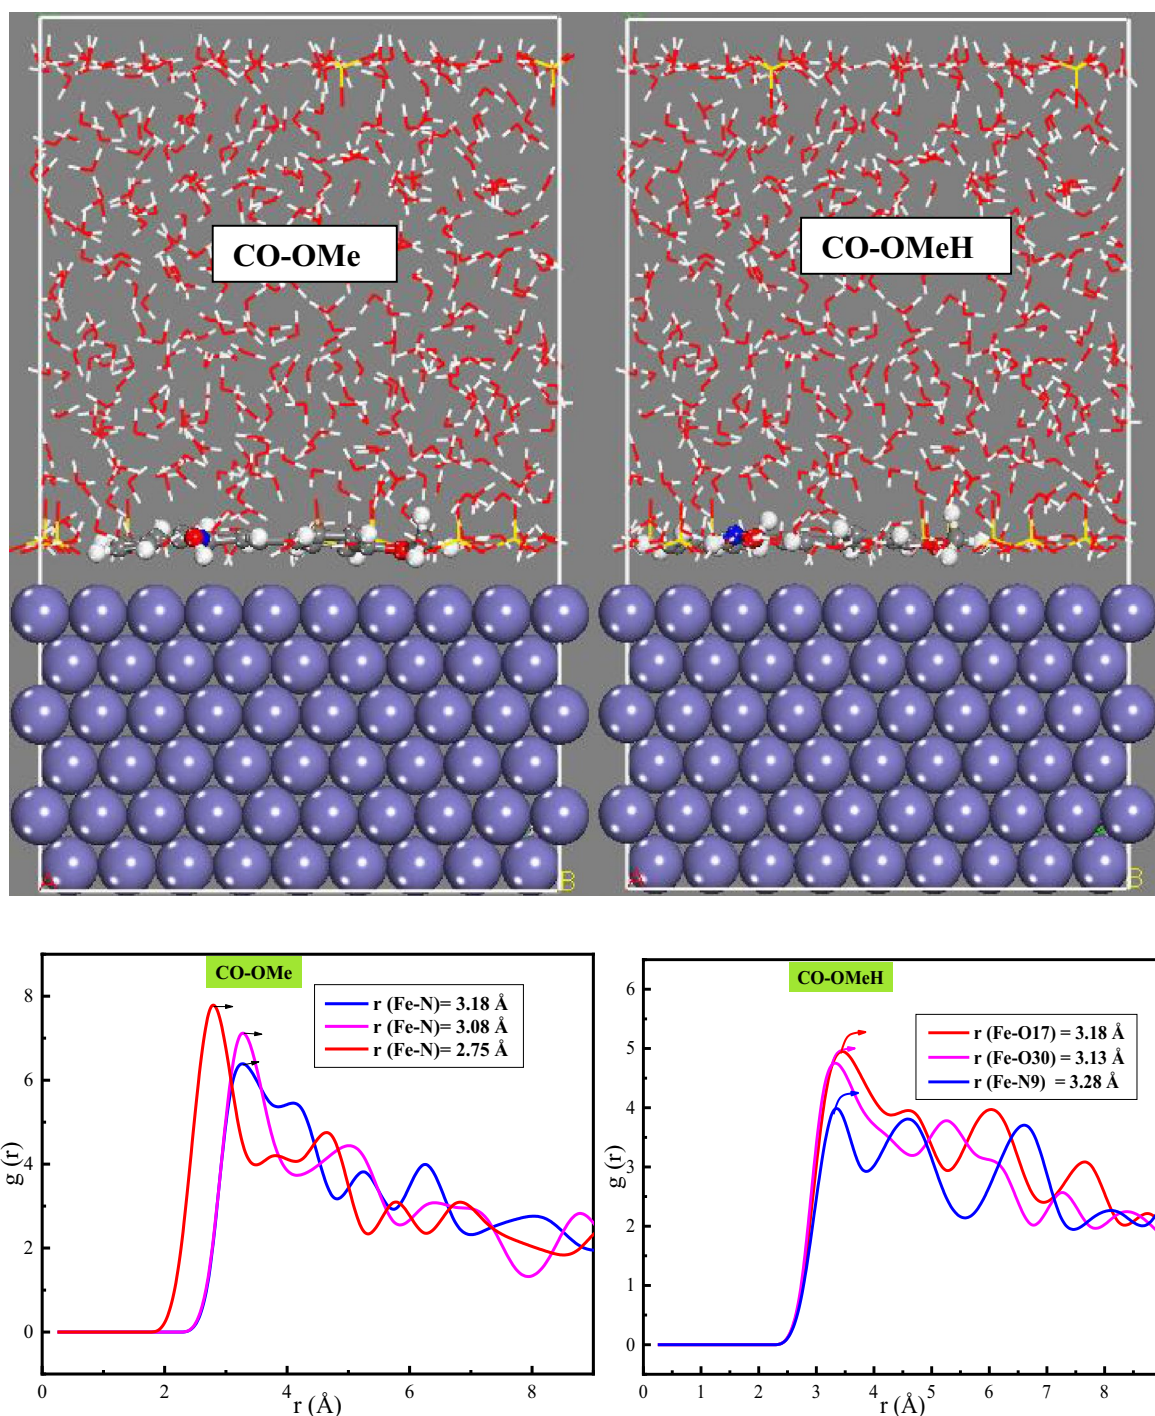 CO-OMe
CO-OMeH
A
B
A
B
CO-OMe
r (Fe-N)= 3.18 Å
r (Fe-N)= 3.08 Å
r (Fe-N)= 2.75 Å
8
6
4
2
0
g (r)
0 2 4 6 8
r (Å)
CO-OMeH
r (Fe-O17) = 3.18 Å
r (Fe-O30) = 3.13 Å
r (Fe-N9) = 3.28 Å
6
5
4
3
2
1
0
g (r)
0 1 2 3 4 5 6 7 8
r (Å)